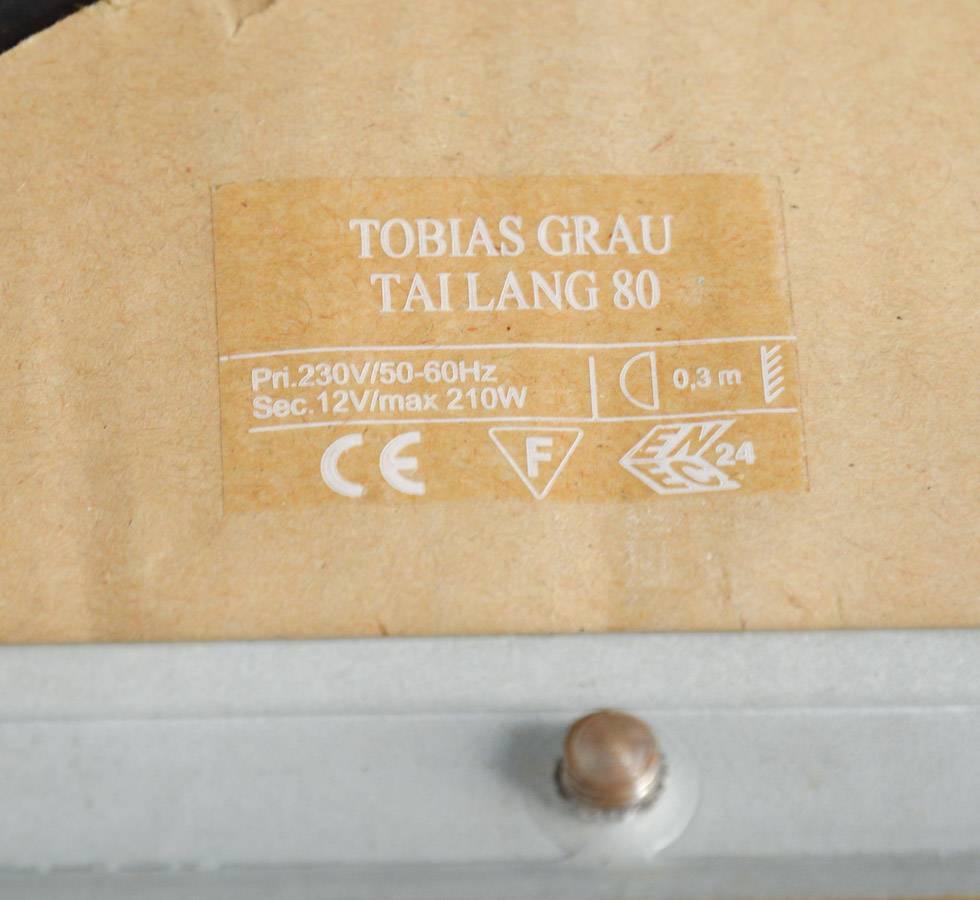 TOBIAS GRAU
TAI LANG 80
Pri.230V/50-60Hz
Sec.12V/max 210W
0,3 m
CE F ENEC 24